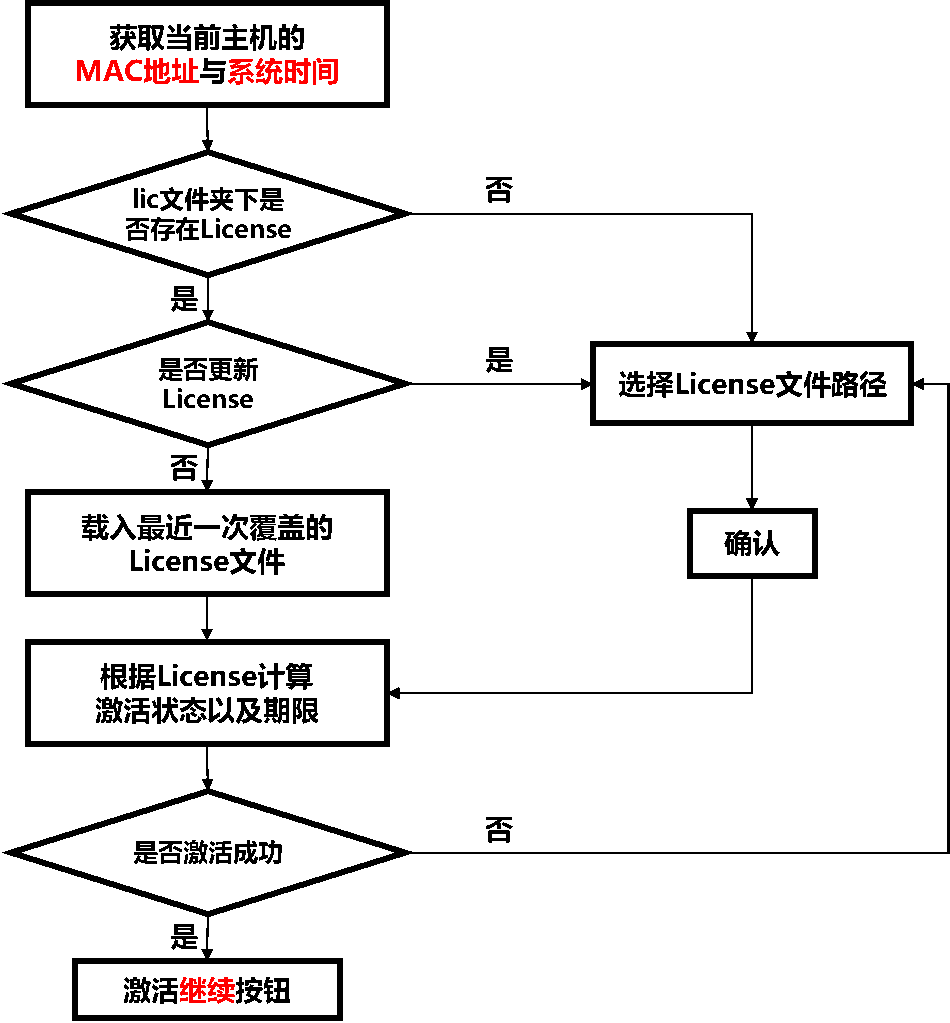 获取当前主机的
MAC地址与系统时间
lic文件夹下是
否存在License
否
是
是否更新
License
是
选择License文件路径
否
载入最近一次覆盖的
License文件
确认
根据License计算
激活状态以及期限
是否激活成功
否
是
激活继续按钮